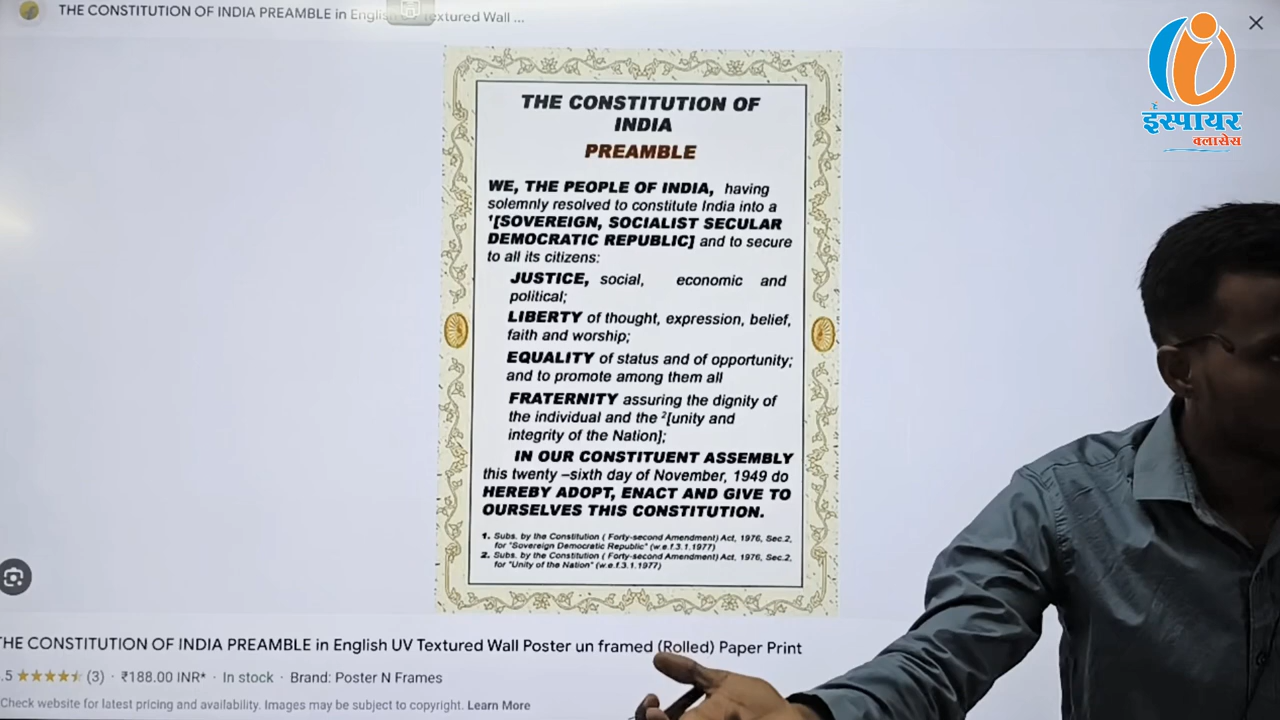 THE CONSTITUTION OF INDIA PREAMBLE in English UV Textured Wall ...
इंस्पायर
क्लासेस
THE CONSTITUTION OF
INDIA
PREAMBLE
WE, THE PEOPLE OF INDIA, having
solemnly resolved to constitute India into a
¹[SOVEREIGN, SOCIALIST SECULAR
DEMOCRATIC REPUBLIC] and to secure
to all its citizens:
JUSTICE, social, economic and
political;
LIBERTY of thought, expression, belief,
faith and worship;
EQUALITY of status and of opportunity;
and to promote among them all
FRATERNITY assuring the dignity of
the individual and the ²[unity and
integrity of the Nation];
IN OUR CONSTITUENT ASSEMBLY
this twenty –sixth day of November, 1949 do
HEREBY ADOPT, ENACT AND GIVE TO
OURSELVES THIS CONSTITUTION.
1. Subs. by the Constitution ( Forty-second Amendment) Act, 1976, Sec.2,
for "Sovereign Democratic Republic" (w.e.f.3.1.1977)
2. Subs. by the Constitution ( Forty-second Amendment) Act, 1976, Sec.2,
for "Unity of the Nation" (w.e.f.3.1.1977)
THE CONSTITUTION OF INDIA PREAMBLE in English UV Textured Wall Poster un framed (Rolled) Paper Print
.5 ★★★★★ (3) · ₹188.00 INR* · In stock · Brand: Poster N Frames
Check website for latest pricing and availability. Images may be subject to copyright. Learn More